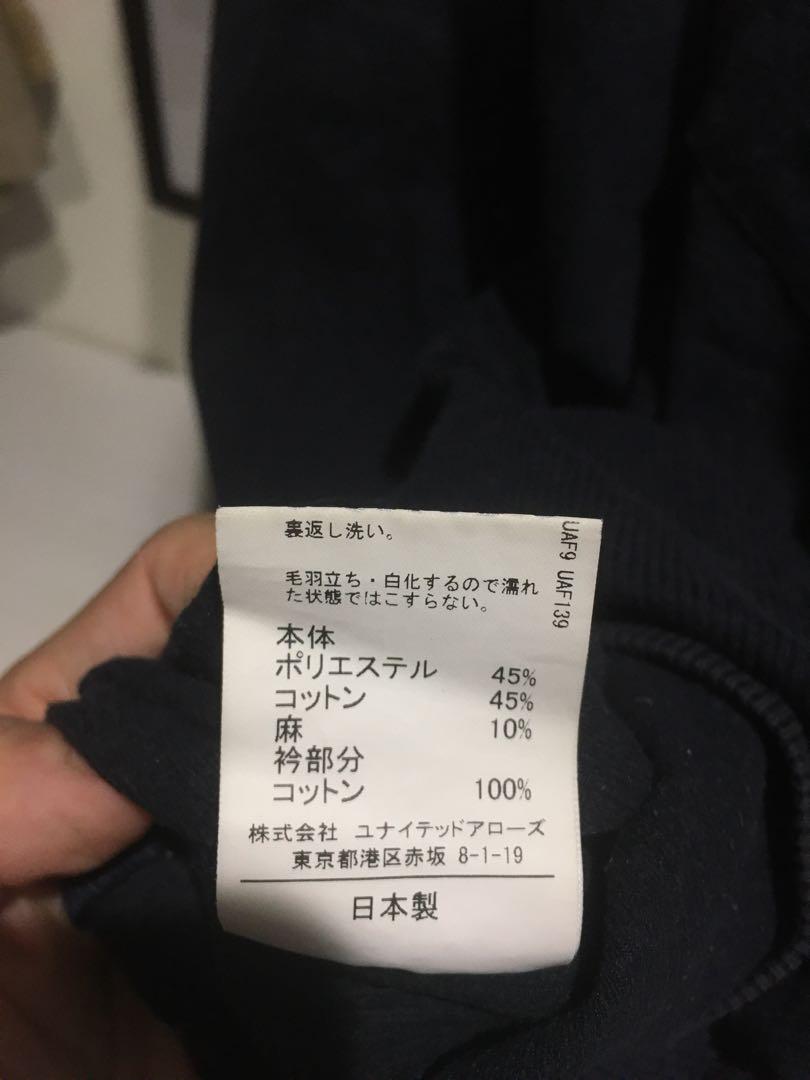 裏返し洗い。
毛羽立ち・白化するので濡れ
た状態ではこすらない。
本体
ポリエステル 45%
コットン 45%
麻 10%
衿部分
コットン 100%
株式会社 ユナイテッドアローズ
東京都港区赤坂 8-1-19
日本製
UAF9 UAF139